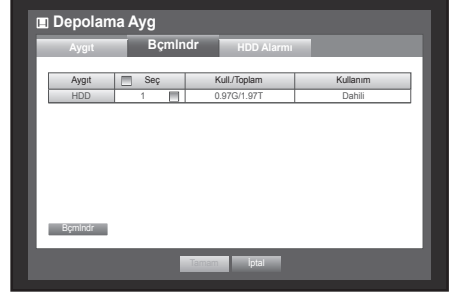 Depolama Ayg
Aygıt Bçmlndr HDD Alarmı
Aygıt Seç Kull./Toplam Kullanım
HDD 1 0.97G/1.97T Dahili
Bçmlndr
Tamam İptal